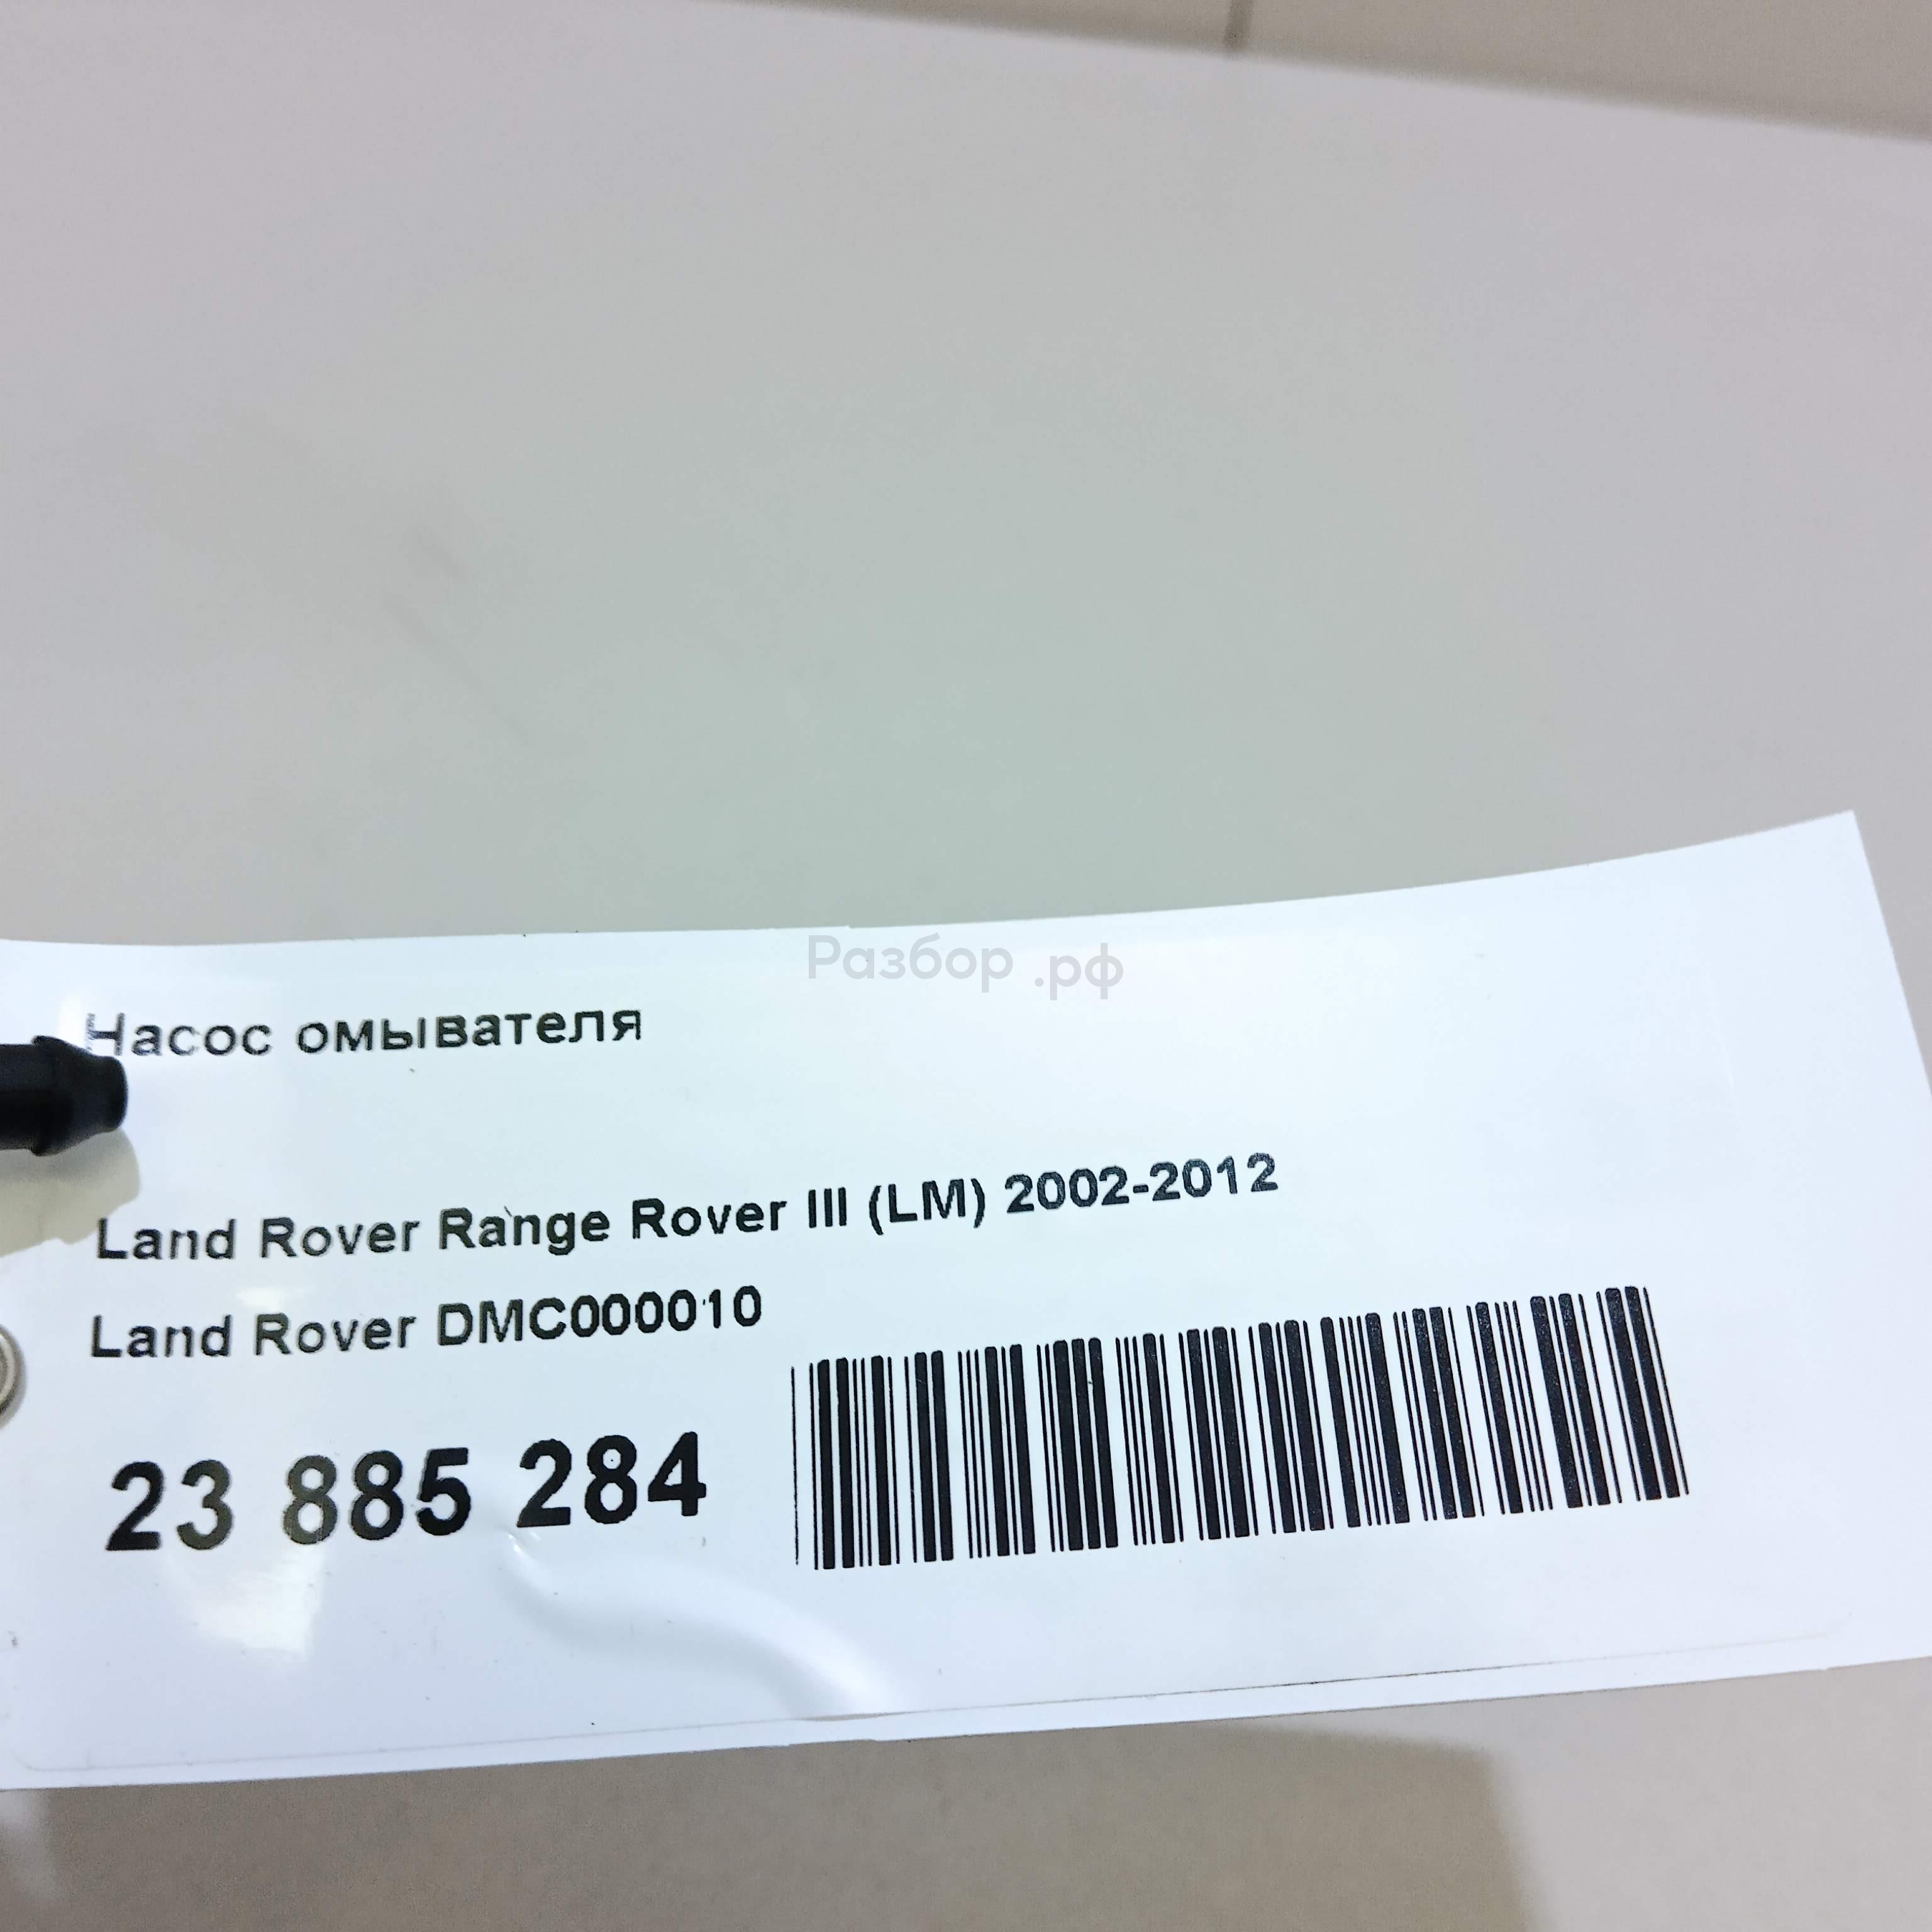 Разбор .рф
Насос омывателя
Land Rover Range Rover III (LM) 2002-2012
Land Rover DMC000010
23 885 284